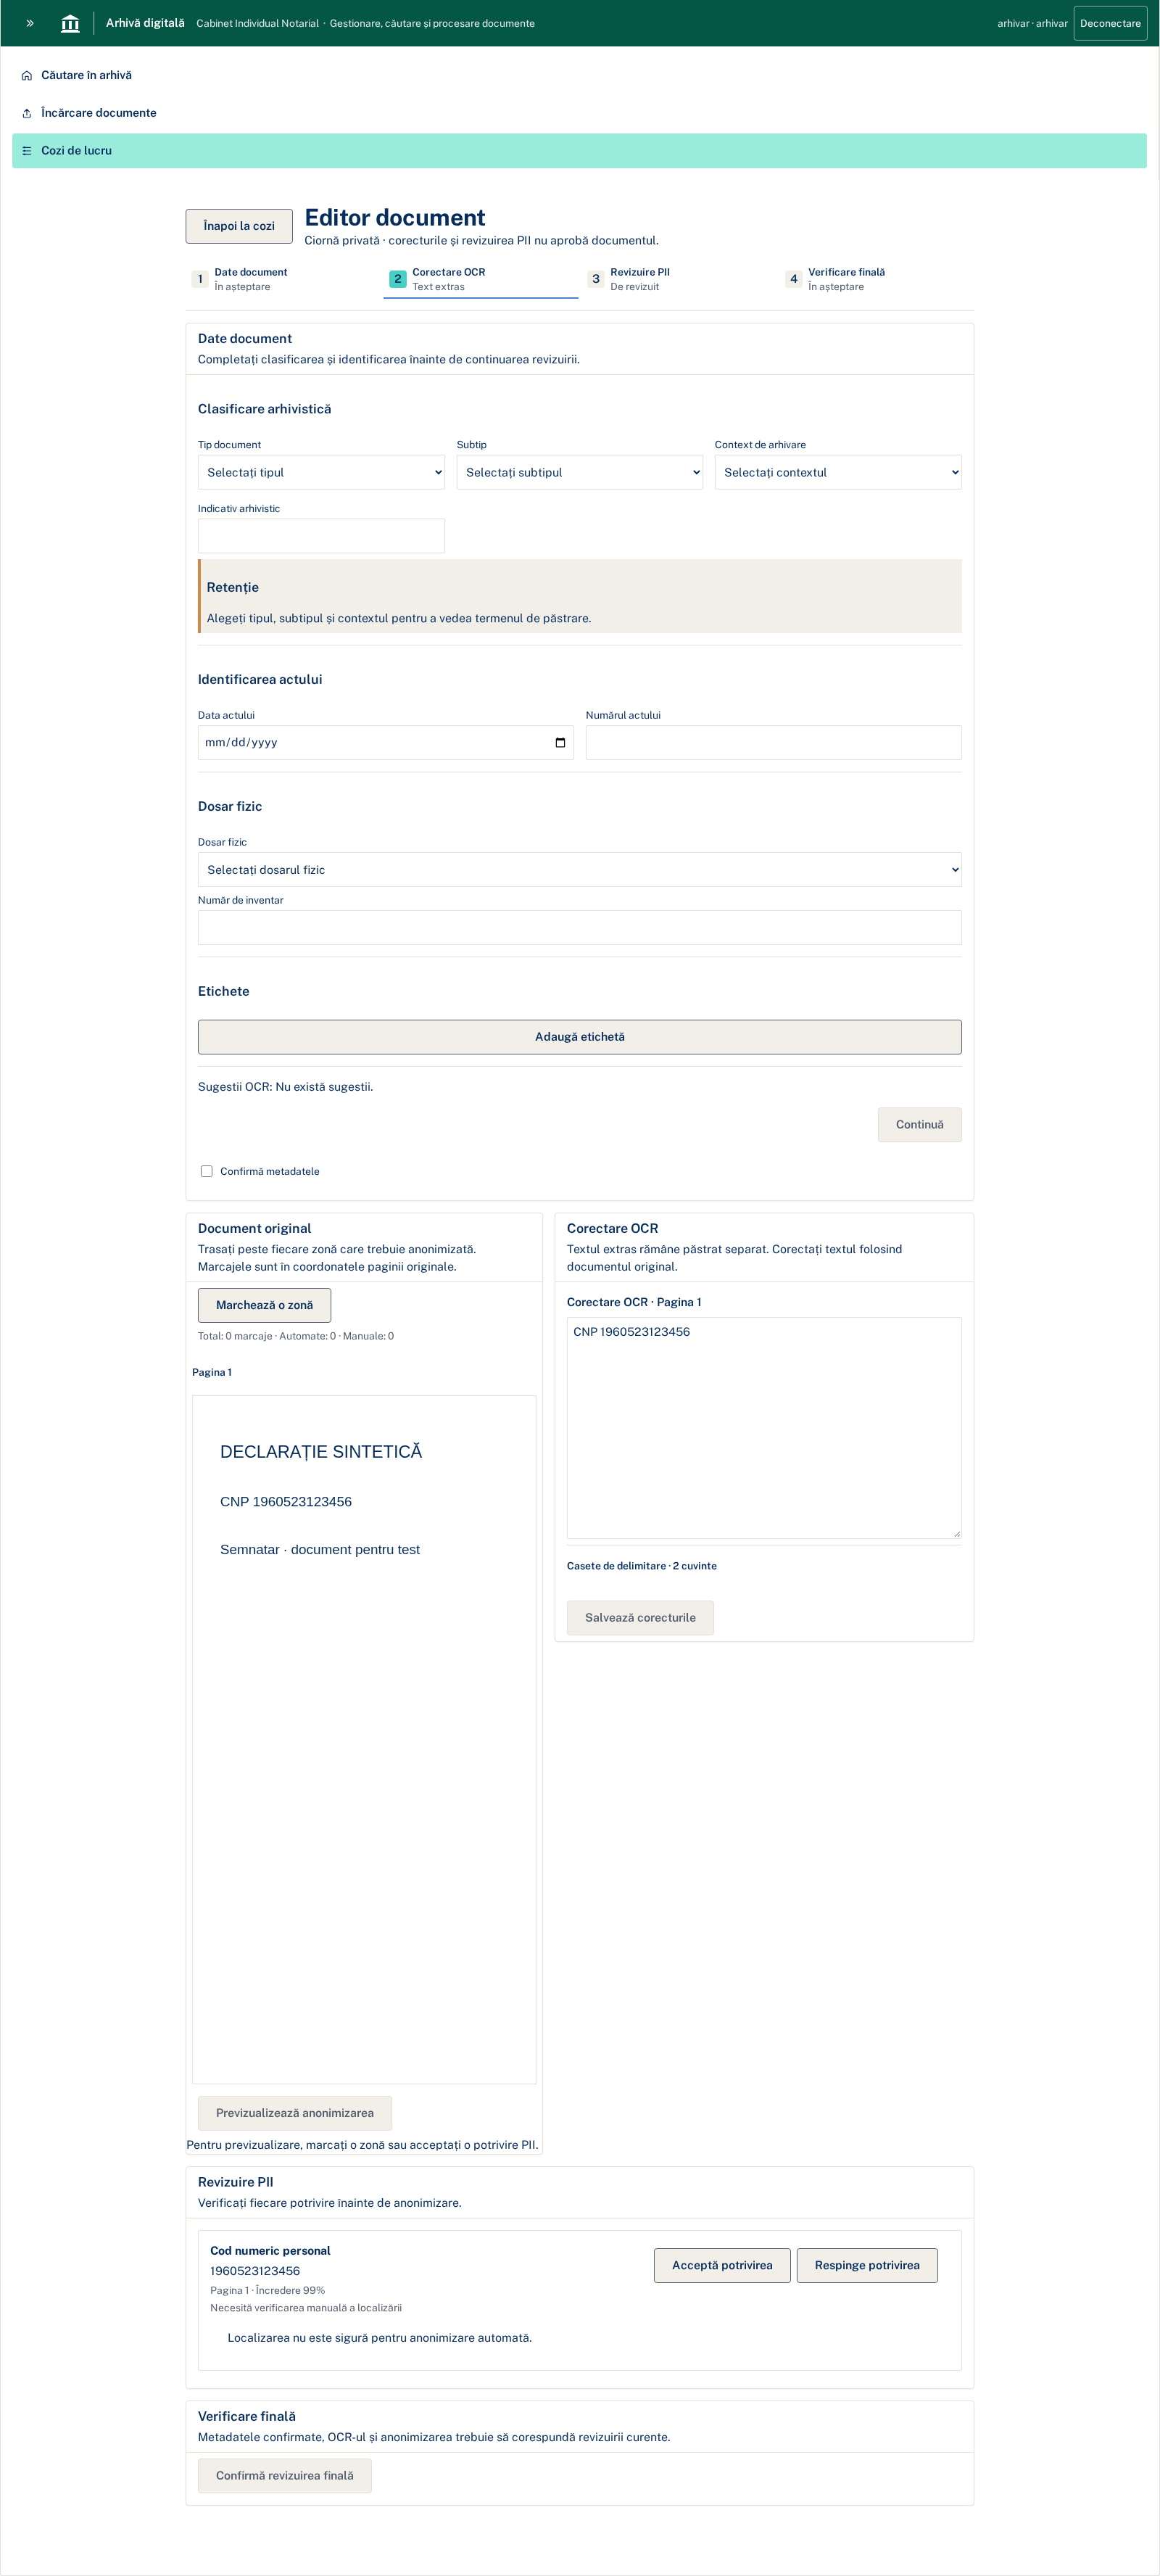 Arhivă digitală Cabinet Individual Notarial · Gestionare, căutare și procesare documente arhivar · arhivar Deconectare
Căutare în arhivă
Încărcare documente
Cozi de lucru
Înapoi la cozi
Editor document
Ciornă privată · corecturile și revizuirea PII nu aprobă documentul.
1 Date document
În așteptare
2 Corectare OCR
Text extras
3 Revizuire PII
De revizuit
4 Verificare finală
În așteptare
Date document
Completați clasificarea și identificarea înainte de continuarea revizuirii.
Clasificare arhivistică
Tip document Subtip Context de arhivare
Selectați tipul Selectați subtipul Selectați contextul
Indicativ arhivistic
Retenție
Alegeți tipul, subtipul și contextul pentru a vedea termenul de păstrare.
Identificarea actului
Data actului Numărul actului
mm/dd/yyyy
Dosar fizic
Dosar fizic
Selectați dosarul fizic
Număr de inventar
Etichete
Adaugă etichetă
Sugestii OCR: Nu există sugestii.
Continuă
Confirmă metadatele
Document original
Trasați peste fiecare zonă care trebuie anonimizată.
Marcajele sunt în coordonatele paginii originale.
Marchează o zonă
Total: 0 marcaje · Automate: 0 · Manuale: 0
Pagina 1
DECLARAȚIE SINTETICĂ
CNP 1960523123456
Semnatar · document pentru test
Previzualizează anonimizarea
Pentru previzualizare, marcați o zonă sau acceptați o potrivire PII.
Corectare OCR
Textul extras rămâne păstrat separat. Corectați textul folosind
documentul original.
Corectare OCR · Pagina 1
CNP 1960523123456
Casete de delimitare · 2 cuvinte
Salvează corecturile
Revizuire PII
Verificați fiecare potrivire înainte de anonimizare.
Cod numeric personal
1960523123456
Pagina 1 · Încredere 99%
Necesită verificarea manuală a localizării
Acceptă potrivirea Respinge potrivirea
Localizarea nu este sigură pentru anonimizare automată.
Verificare finală
Metadatele confirmate, OCR-ul și anonimizarea trebuie să corespundă revizuirii curente.
Confirmă revizuirea finală